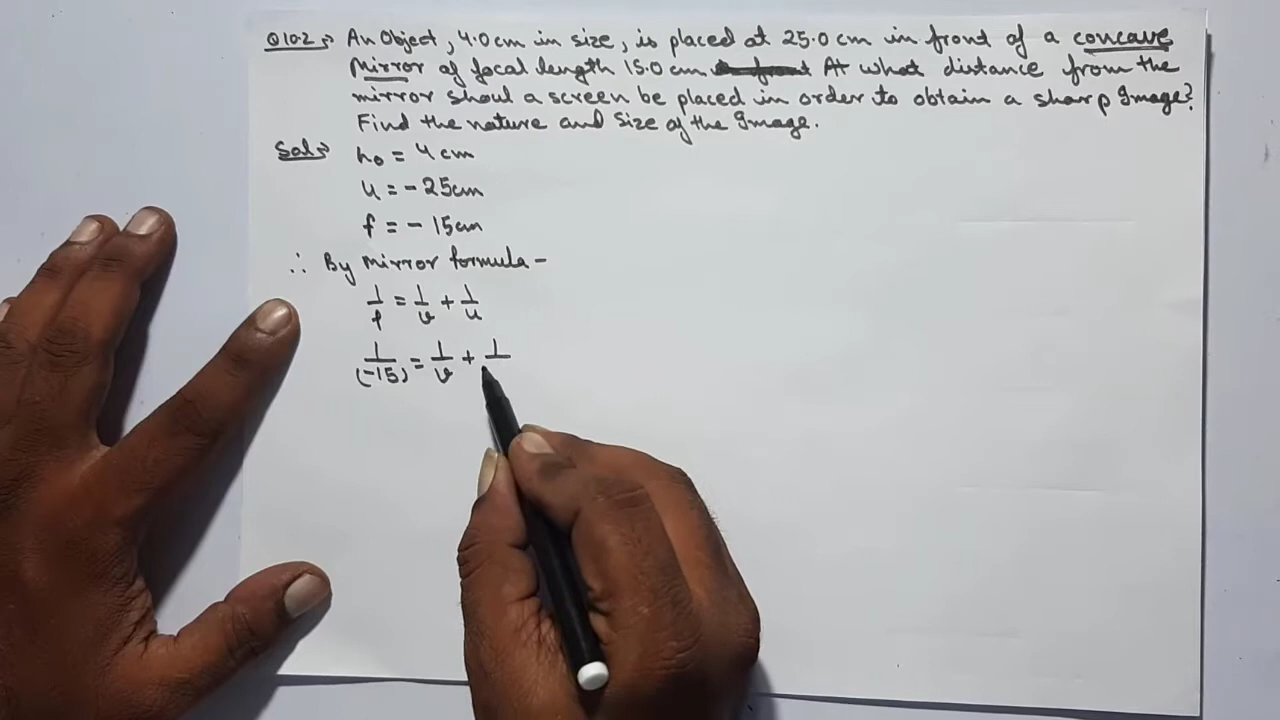 Q10.2 → An Object, 4.0cm in size, is placed at 25.0 cm in front of a concave
Mirror of focal length 15.0 cm At what distance from the
mirror shoul a screen be placed in order to obtain a sharp Image?
Find the nature and size of the Image.
Sol → h₀ = 4 cm
u = - 25cm
f = - 15cm
∴ By Mirror formula -
1/f = 1/v + 1/u
1/(-15) = 1/v + 1/